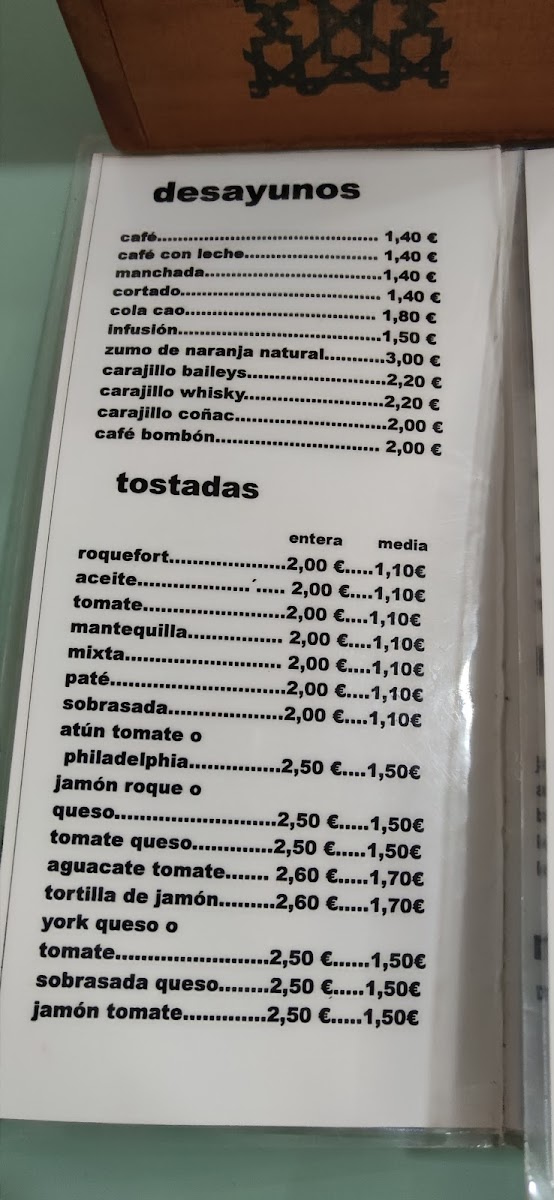 desayunos
café................................................ 1,40 €
café con leche............................. 1,40 €
manchada.......................................1,40 €
cortado........................................... 1,40 €
cola cao......................................... 1,80 €
infusión......................................1,50 €
zumo de naranja natural...........3,00 €
carajillo baileys.........................2,20 €
carajillo whisky.........................2,20 €
carajillo coñac...........................2,00 €
café bombón............................. 2,00 €
tostadas
entera media
roquefort.....................2,00 €.....1,10€
aceite....................´..... 2,00 €....1,10€
tomate.........................2,00 €....1,10€
mantequilla................. 2,00 €....1,10€
mixta............................ 2,00 €....1,10€
paté...............................2,00 €....1,10€
sobrasada....................2,00 €....1,10€
atún tomate o
philadelphia...............2,50 €....1,50€
jamón roque o
queso..........................2,50 €.....1,50€
tomate queso.............2,50 €.....1,50€
aguacate tomate....... 2,60 €.....1,70€
tortilla de jamón.........2,60 €.....1,70€
york queso o
tomate.........................2,50 €......1,50€
sobrasada queso........2,50 €.....1,50€
jamón tomate.............2,50 €.....1,50€